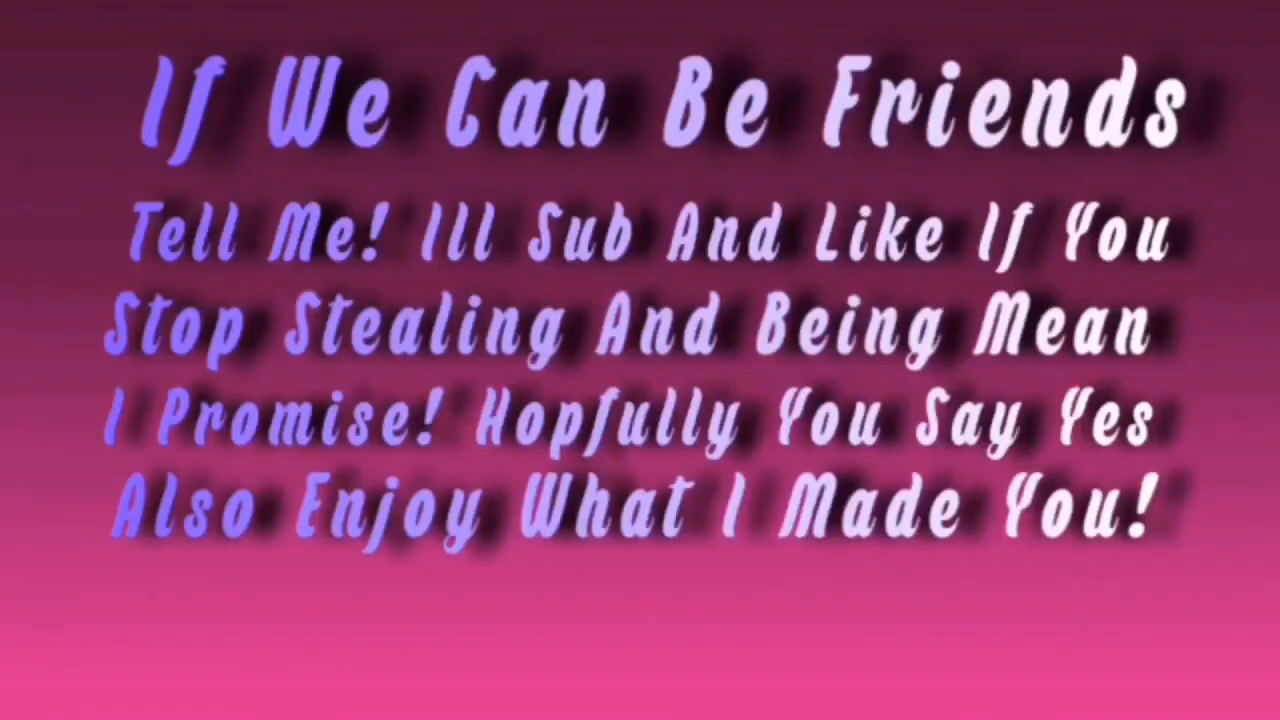 If We Can Be Friends
Tell Me! Ill Sub And Like If You
Stop Stealing And Being Mean
I Promise! Hopfully You Say Yes
Also Enjoy What I Made You!